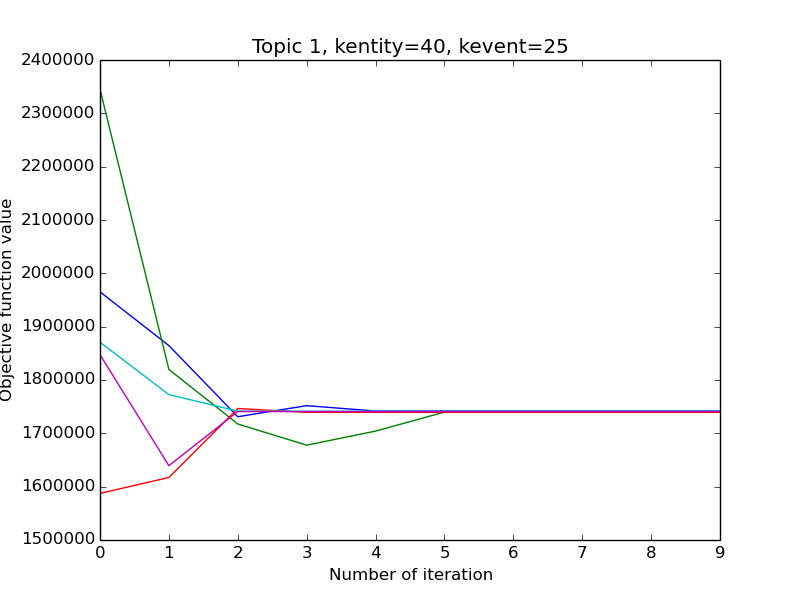 Topic 1, kentity=40, kevent=25
2400000
2300000
2200000
2100000
2000000
1900000
1800000
1700000
1600000
1500000
Objective function value
0 1 2 3 4 5 6 7 8 9
Number of iteration